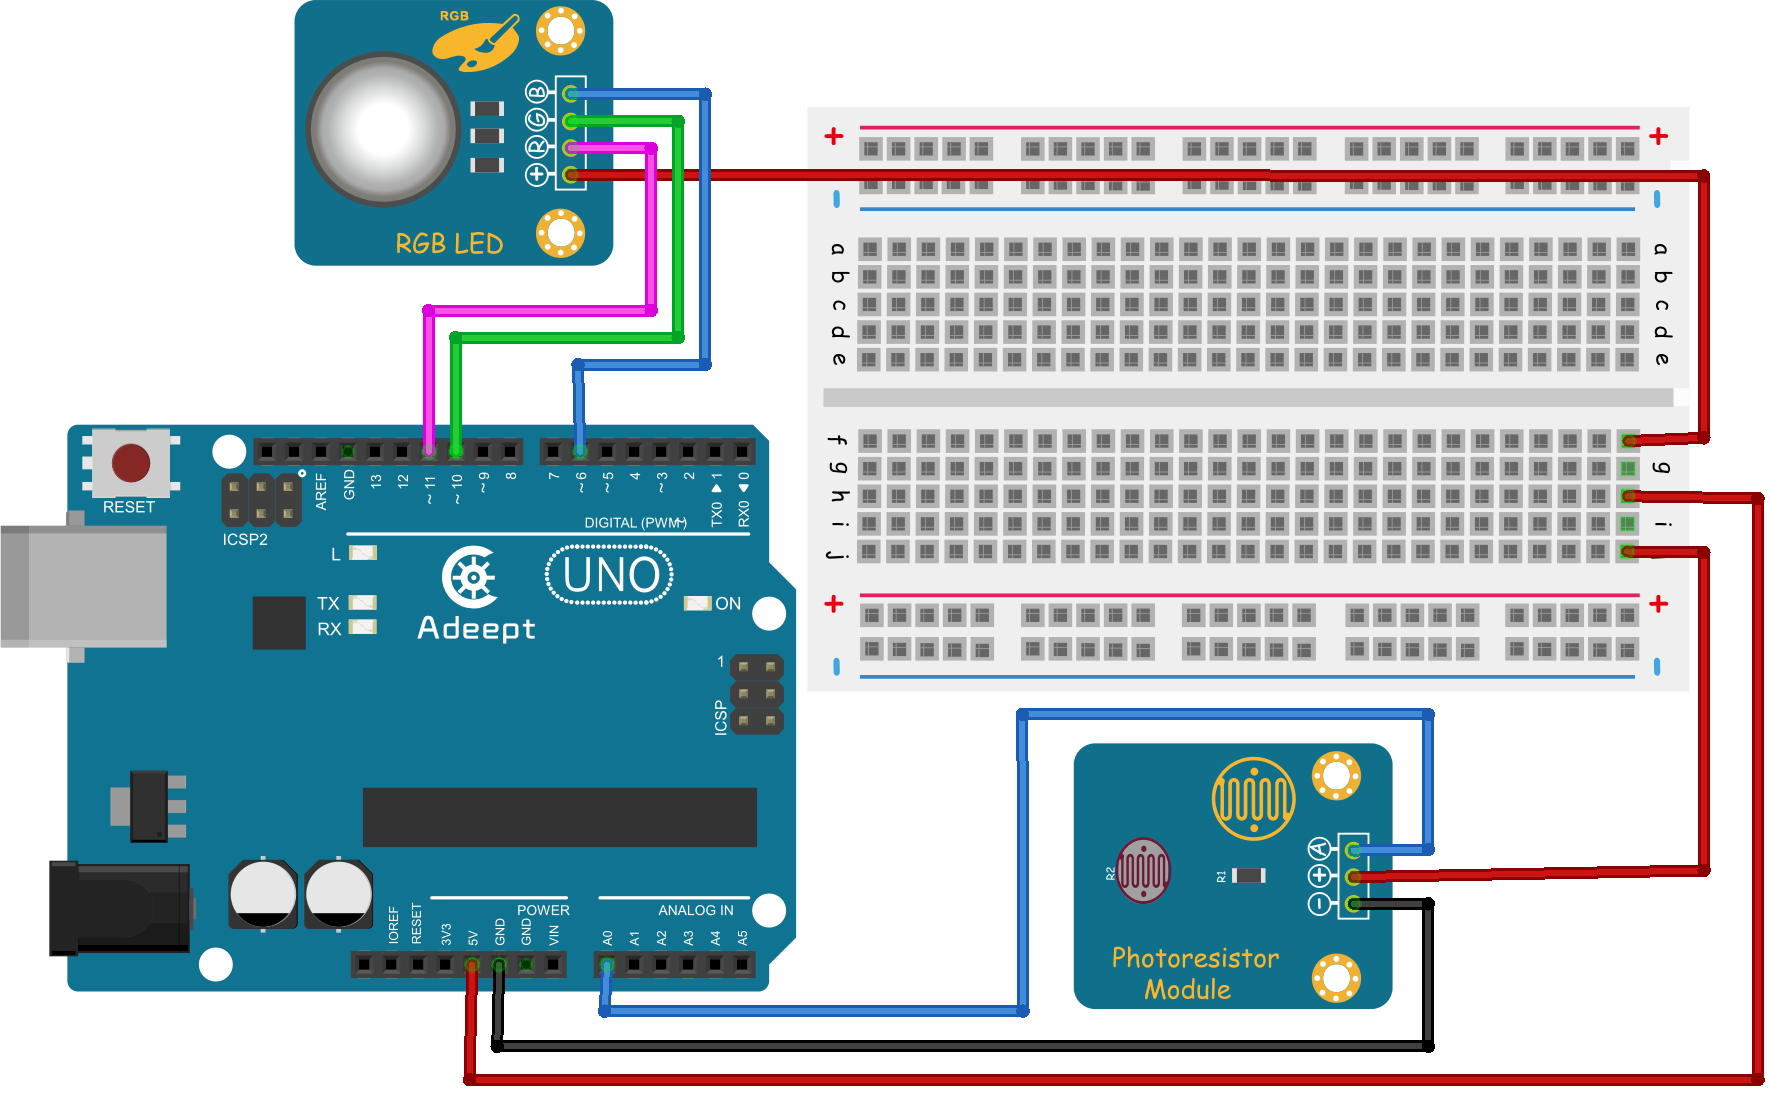 RGB
B
G
R
+
RGB LED
+ +
- -
a a
b b
c c
d d
e e
f
g g
h
i i
j
+ +
- -
RESET
ICSP2
AREF
GND
13
12
~11
~10
~9
8
7
~6
~5
4
~3
2
TX0 ▶ 1
RX0 ◀ 0
DIGITAL (PWM~)
L
TX
RX
UNO
Adeept
ON
1
ICSP
POWER
ANALOG IN
IOREF
RESET
3V3
5V
GND
GND
VIN
A0
A1
A2
A3
A4
A5
R2
R1
A
+
-
Photoresistor
Module